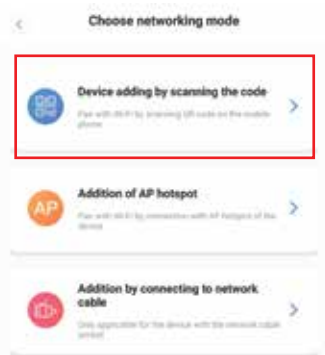 Choose networking mode
Device adding by scanning the code
Pair with Wi-Fi by scanning QR code on the mobile
phone
AP
Addition of AP hotspot
Pair with Wi-Fi by connection with AP hotspot of the
device
Addition by connecting to network
cable
Only applicable for the device with the network cable